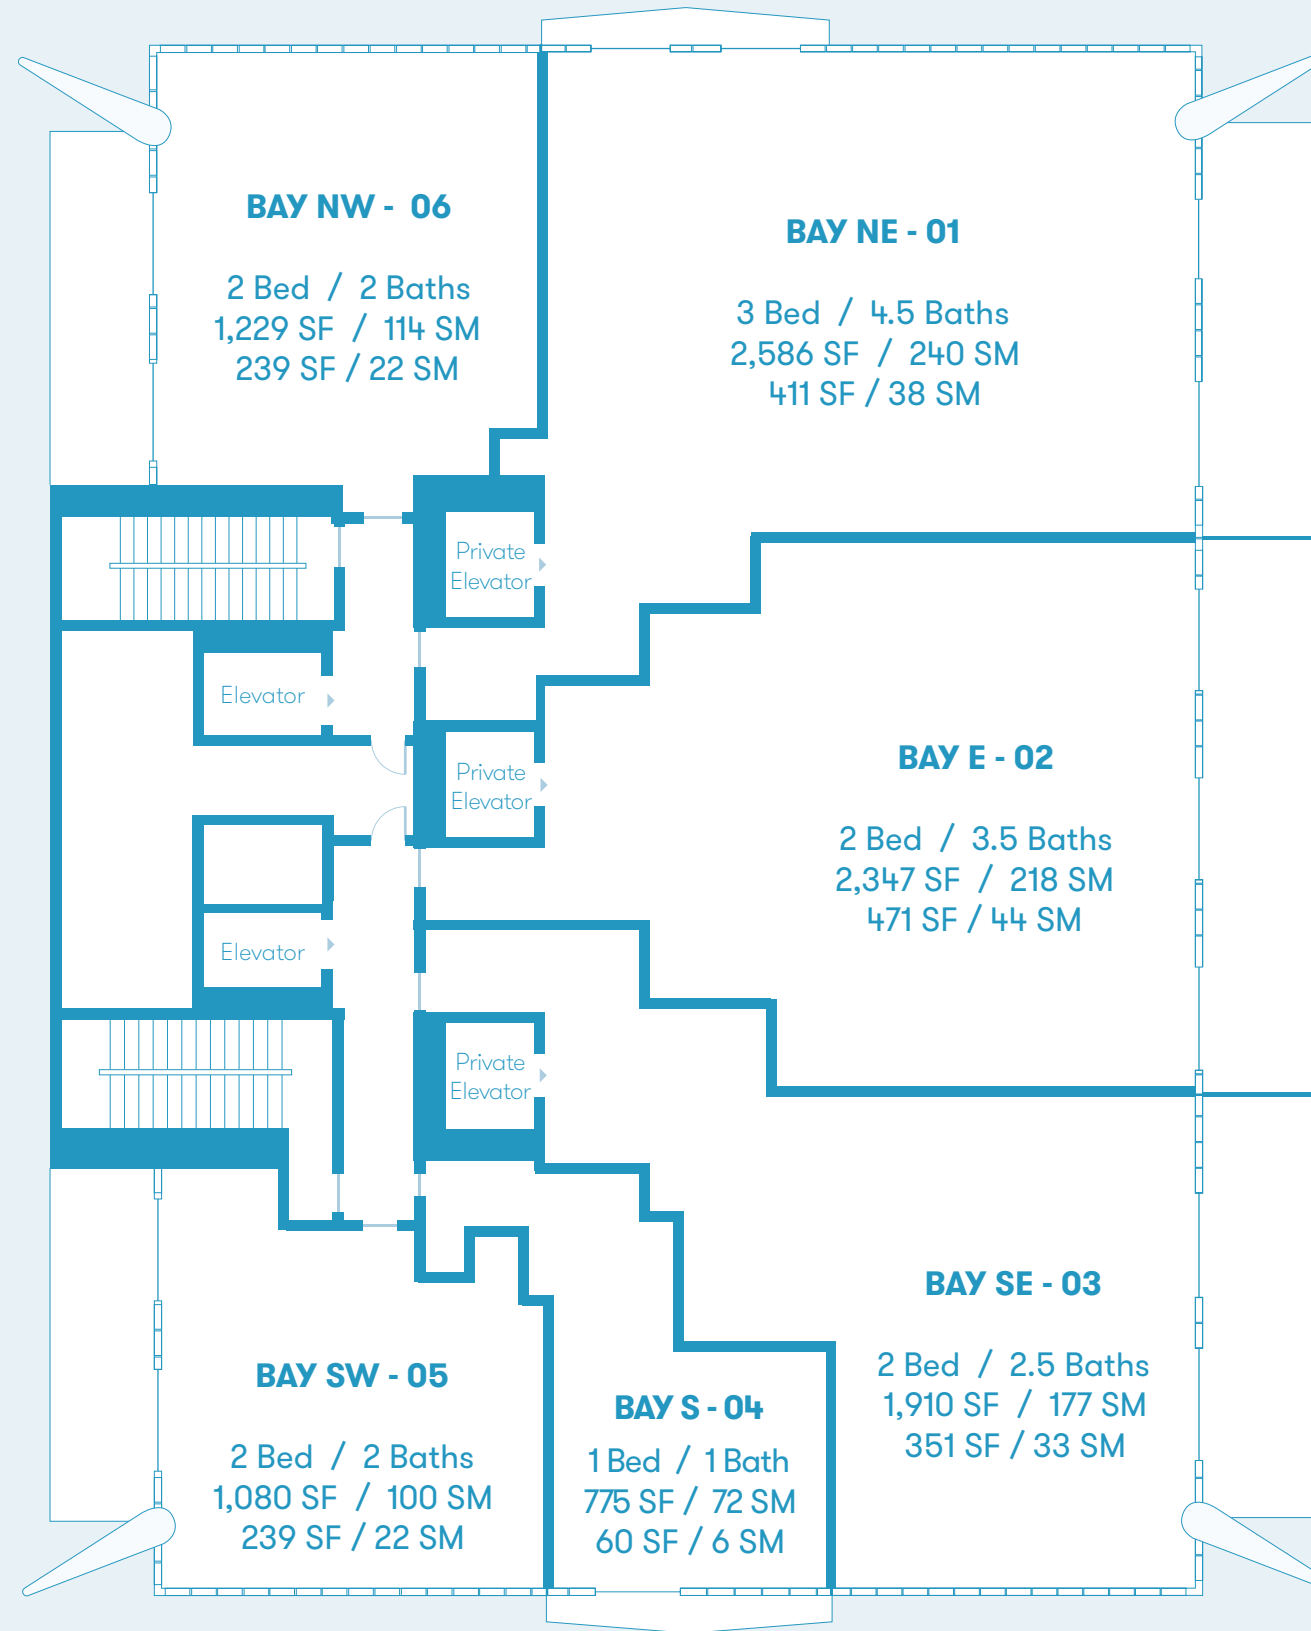 BAY NW - 06
2 Bed / 2 Baths
1,229 SF / 114 SM
239 SF / 22 SM
BAY NE - 01
3 Bed / 4.5 Baths
2,586 SF / 240 SM
411 SF / 38 SM
Private
Elevator
Elevator
Private
Elevator
BAY E - 02
2 Bed / 3.5 Baths
2,347 SF / 218 SM
471 SF / 44 SM
Elevator
Private
Elevator
BAY SE - 03
2 Bed / 2.5 Baths
1,910 SF / 177 SM
351 SF / 33 SM
BAY SW - 05
2 Bed / 2 Baths
1,080 SF / 100 SM
239 SF / 22 SM
BAY S - 04
1 Bed / 1 Bath
775 SF / 72 SM
60 SF / 6 SM